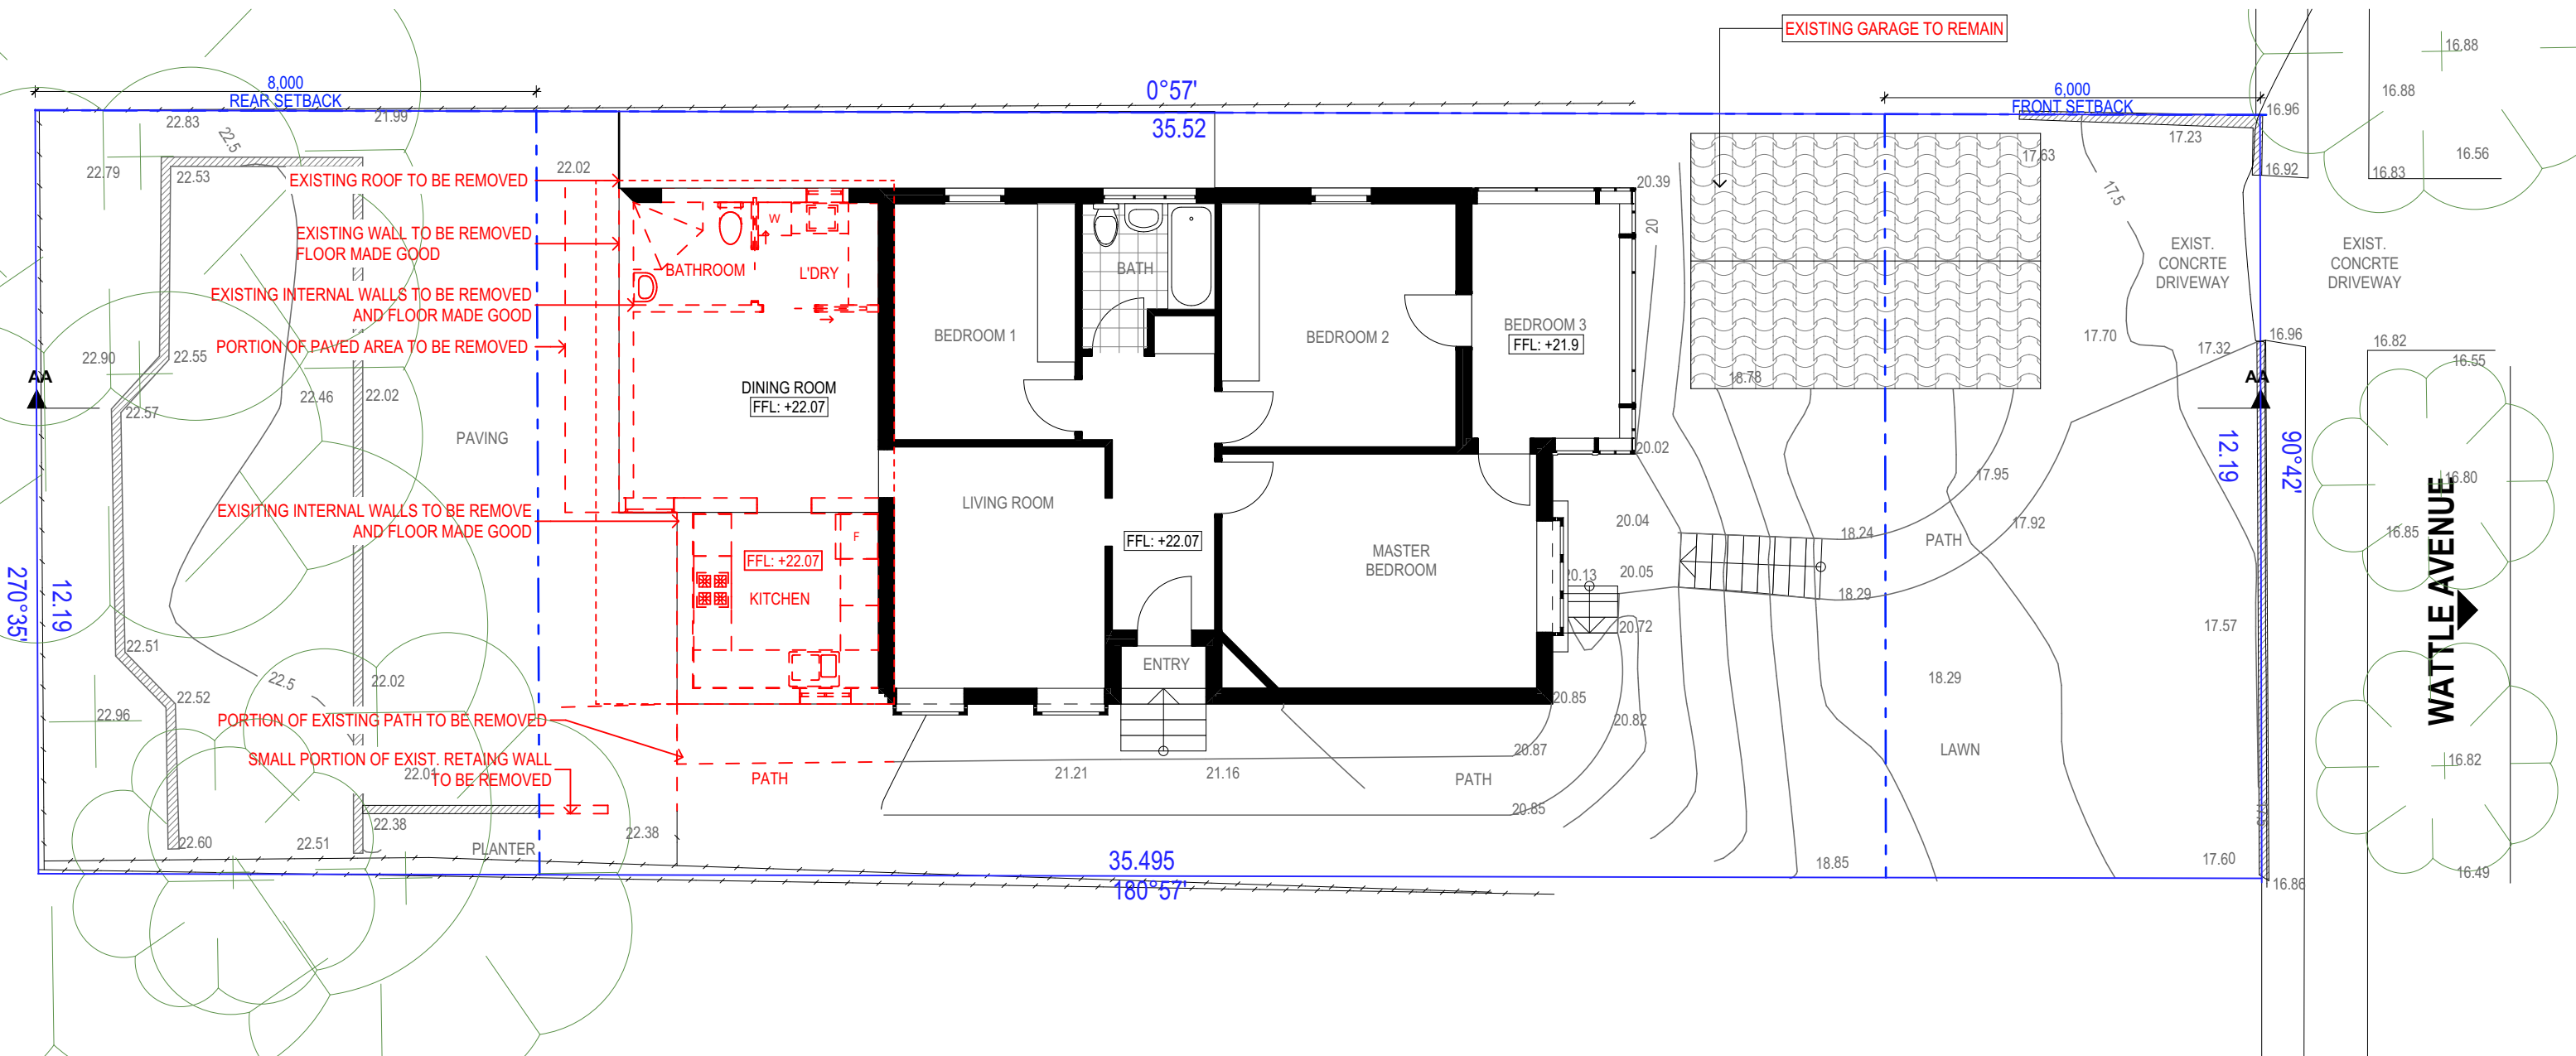 EXISTING GARAGE TO REMAIN
16.88
8,000
REAR SETBACK
0°57'
35.52
6,000
FRONT SETBACK
16.88
16.96
22.83
22.5
21.99
17.23
16.56
22.79
22.53
22.02
17.63
16.92
16.83
EXISTING ROOF TO BE REMOVED
20.39
17.5
W
20
EXISTING WALL TO BE REMOVED
FLOOR MADE GOOD
BATHROOM
L'DRY
BATH
EXIST.
CONCRTE
DRIVEWAY
EXIST.
CONCRTE
DRIVEWAY
EXISTING INTERNAL WALLS TO BE REMOVED
AND FLOOR MADE GOOD
BEDROOM 1
BEDROOM 2
BEDROOM 3
FFL: +21.9
17.70
17.32
16.96
16.82
PORTION OF PAVED AREA TO BE REMOVED
22.90
22.55
16.55
AA
18.78
AA
DINING ROOM
FFL: +22.07
22.46
22.02
22.57
PAVING
20.02
12.19
90°42'
17.95
16.80
LIVING ROOM
EXISITING INTERNAL WALLS TO BE REMOVE
AND FLOOR MADE GOOD
20.04
17.92
16.85
18.24
PATH
F
FFL: +22.07
FFL: +22.07
MASTER
BEDROOM
20.13
20.05
WATTLE AVENUE
270°35'
12.19
KITCHEN
18.29
20.72
17.57
22.51
ENTRY
22.5
22.02
18.29
22.52
20.85
22.96
PORTION OF EXISTING PATH TO BE REMOVED
20.82
20.87
LAWN
SMALL PORTION OF EXIST. RETAING WALL
TO BE REMOVED
22.01
PATH
21.21
21.16
PATH
16.82
20.85
22.38
22.38
22.60
22.51
PLANTER
35.495
180°57'
18.85
17.60
16.49
16.86